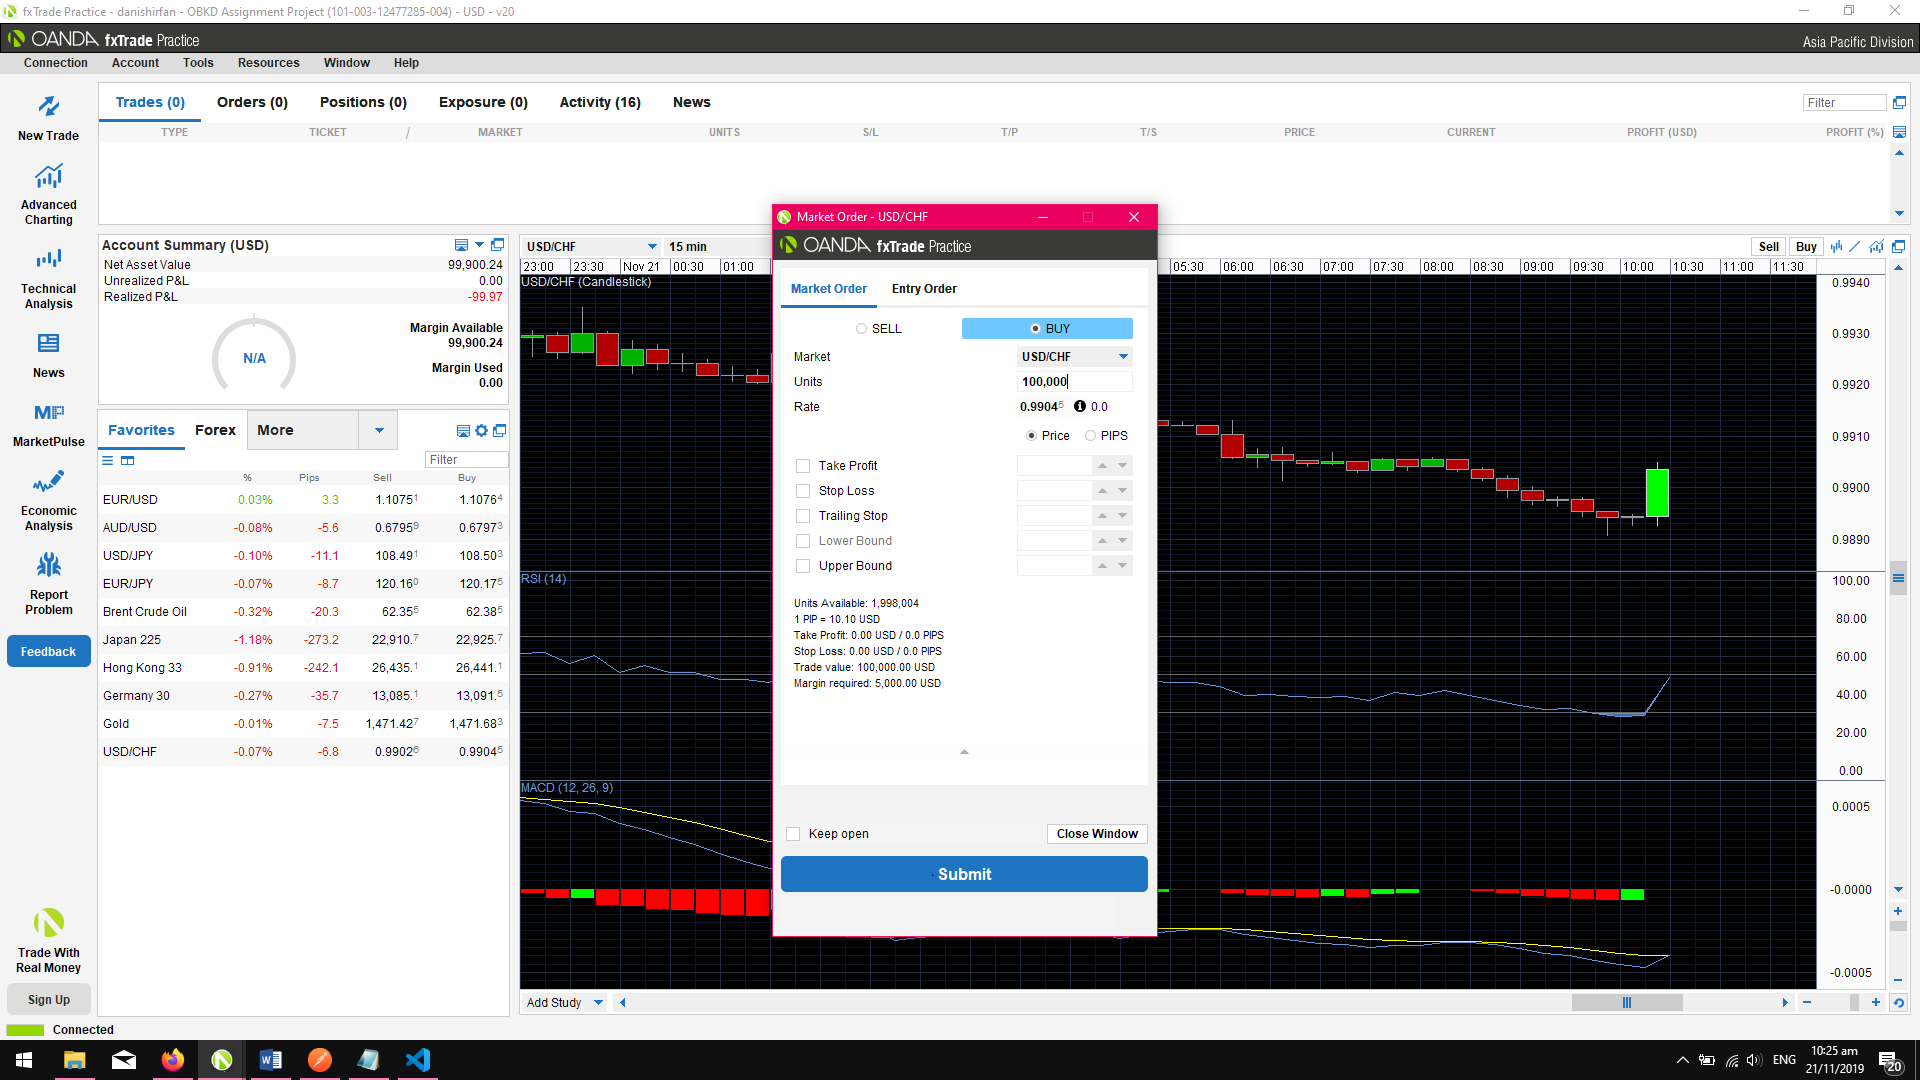 fxTrade Practice - danishirfan - OBKD Assignment Project (101-003-12477285-004) - USD - v20
OANDA fxTrade Practice
Asia Pacific Division
Connection Account Tools Resources Window Help
New Trade
Advanced
Charting
Technical
Analysis
News
MP
MarketPulse
Economic
Analysis
Report
Problem
Feedback
Trade With
Real Money
Sign Up
Connected
Trades (0) Orders (0) Positions (0) Exposure (0) Activity (16) News
Filter
TYPE TICKET / MARKET UNITS S/L T/P T/S PRICE CURRENT PROFIT (USD) PROFIT (%)
Account Summary (USD)
Net Asset Value 99,900.24
Unrealized P&L 0.00
Realized P&L -99.97
N/A
Margin Available
99,900.24
Margin Used
0.00
Favorites Forex More
Filter
% Pips Sell Buy
EUR/USD 0.03% 3.3 1.10751 1.10764
AUD/USD -0.08% -5.6 0.67959 0.67973
USD/JPY -0.10% -11.1 108.491 108.503
EUR/JPY -0.07% -8.7 120.160 120.175
Brent Crude Oil -0.32% -20.3 62.355 62.385
Japan 225 -1.18% -273.2 22,910.7 22,925.7
Hong Kong 33 -0.91% -242.1 26,435.1 26,441.1
Germany 30 -0.27% -35.7 13,085.1 13,091.5
Gold -0.01% -7.5 1,471.427 1,471.683
USD/CHF -0.07% -6.8 0.99026 0.99045
USD/CHF 15 min
Sell Buy
23:00 23:30 Nov 21 00:30 01:00 05:30 06:00 06:30 07:00 07:30 08:00 08:30 09:00 09:30 10:00 10:30 11:00 11:30
USD/CHF (Candlestick)
0.9940
0.9930
0.9920
0.9910
0.9900
0.9890
RSI (14)
100.00
80.00
60.00
40.00
20.00
0.00
MACD (12, 26, 9)
0.0005
-0.0000
-0.0005
Add Study
Market Order - USD/CHF
OANDA fxTrade Practice
Market Order Entry Order
SELL BUY
Market USD/CHF
Units 100,000
Rate 0.99045 0.0
Price PIPS
Take Profit
Stop Loss
Trailing Stop
Lower Bound
Upper Bound
Units Available: 1,998,004
1 PIP = 10.10 USD
Take Profit: 0.00 USD / 0.0 PIPS
Stop Loss: 0.00 USD / 0.0 PIPS
Trade value: 100,000.00 USD
Margin required: 5,000.00 USD
Keep open Close Window
Submit
ENG
10:25 am
21/11/2019
20